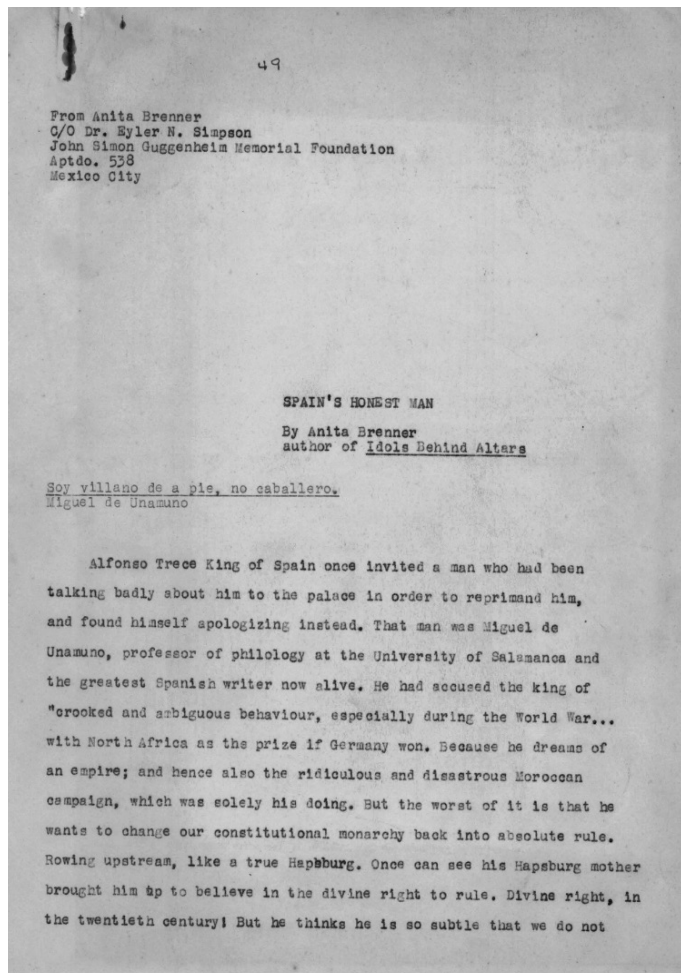 49
From Anita Brenner
C/O Dr. Eyler N. Simpson
John Simon Guggenheim Memorial Foundation
Aptdo. 538
Mexico City
SPAIN'S HONEST MAN
By Anita Brenner
author of Idols Behind Altars
Soy villano de a pie, no caballero.
Miguel de Unamuno
Alfonso Trece King of Spain once invited a man who had been
talking badly about him to the palace in order to reprimand him,
and found himself apologizing instead. That man was Miguel de
Unamuno, professor of philology at the University of Salamanca and
the greatest Spanish writer now alive. He had accused the king of
"crooked and ambiguous behaviour, especially during the World War...
with North Africa as the prize if Germany won. Because he dreams of
an empire; and hence also the ridiculous and disastrous Moroccan
campaign, which was solely his doing. But the worst of it is that he
wants to change our constitutional monarchy back into absolute rule.
Rowing upstream, like a true Hapsburg. Once can see his Hapsburg mother
brought him up to believe in the divine right to rule. Divine right, in
the twentieth century! But he thinks he is so subtle that we do not